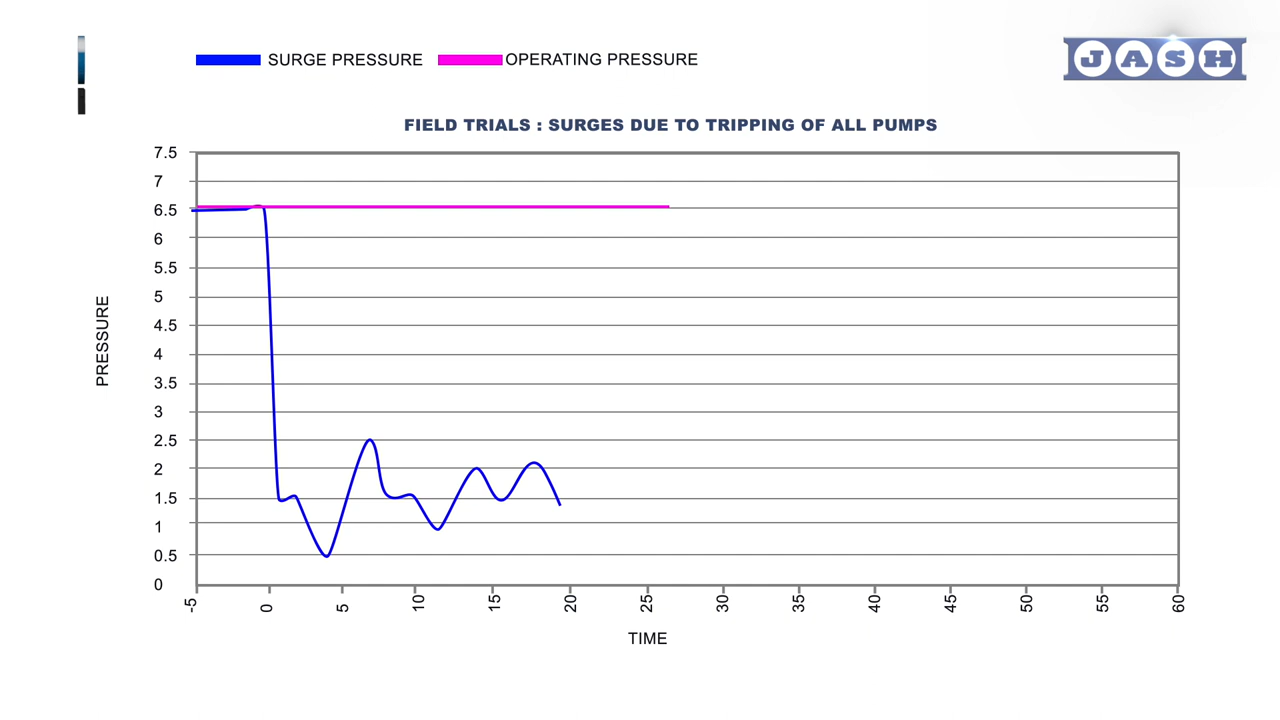 SURGE PRESSURE OPERATING PRESSURE
JASH
FIELD TRIALS : SURGES DUE TO TRIPPING OF ALL PUMPS
7.5
7
6.5
6
5.5
5
4.5
4
3.5
3
2.5
2
1.5
1
0.5
0
PRESSURE
-5 0 5 10 15 20 25 30 35 40 45 50 55 60
TIME